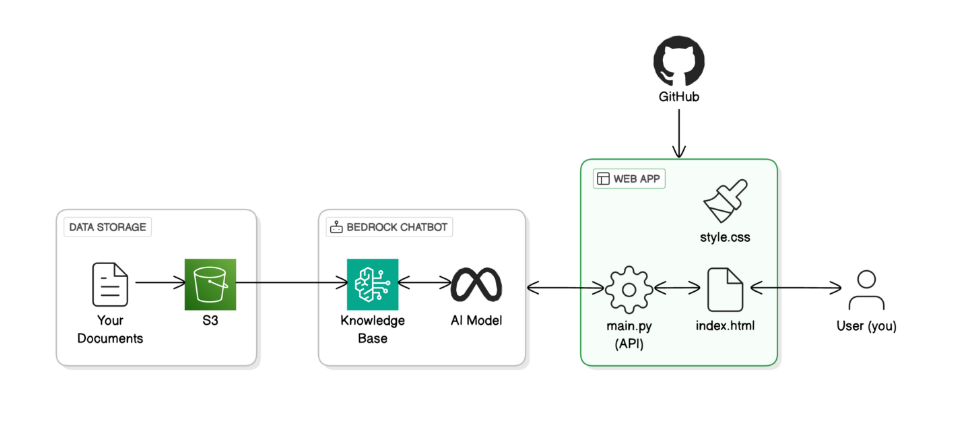 GitHub
WEB APP
style.css
DATA STORAGE
BEDROCK CHATBOT
Your
Documents
S3
Knowledge
Base
AI Model
main.py
(API)
index.html
User (you)